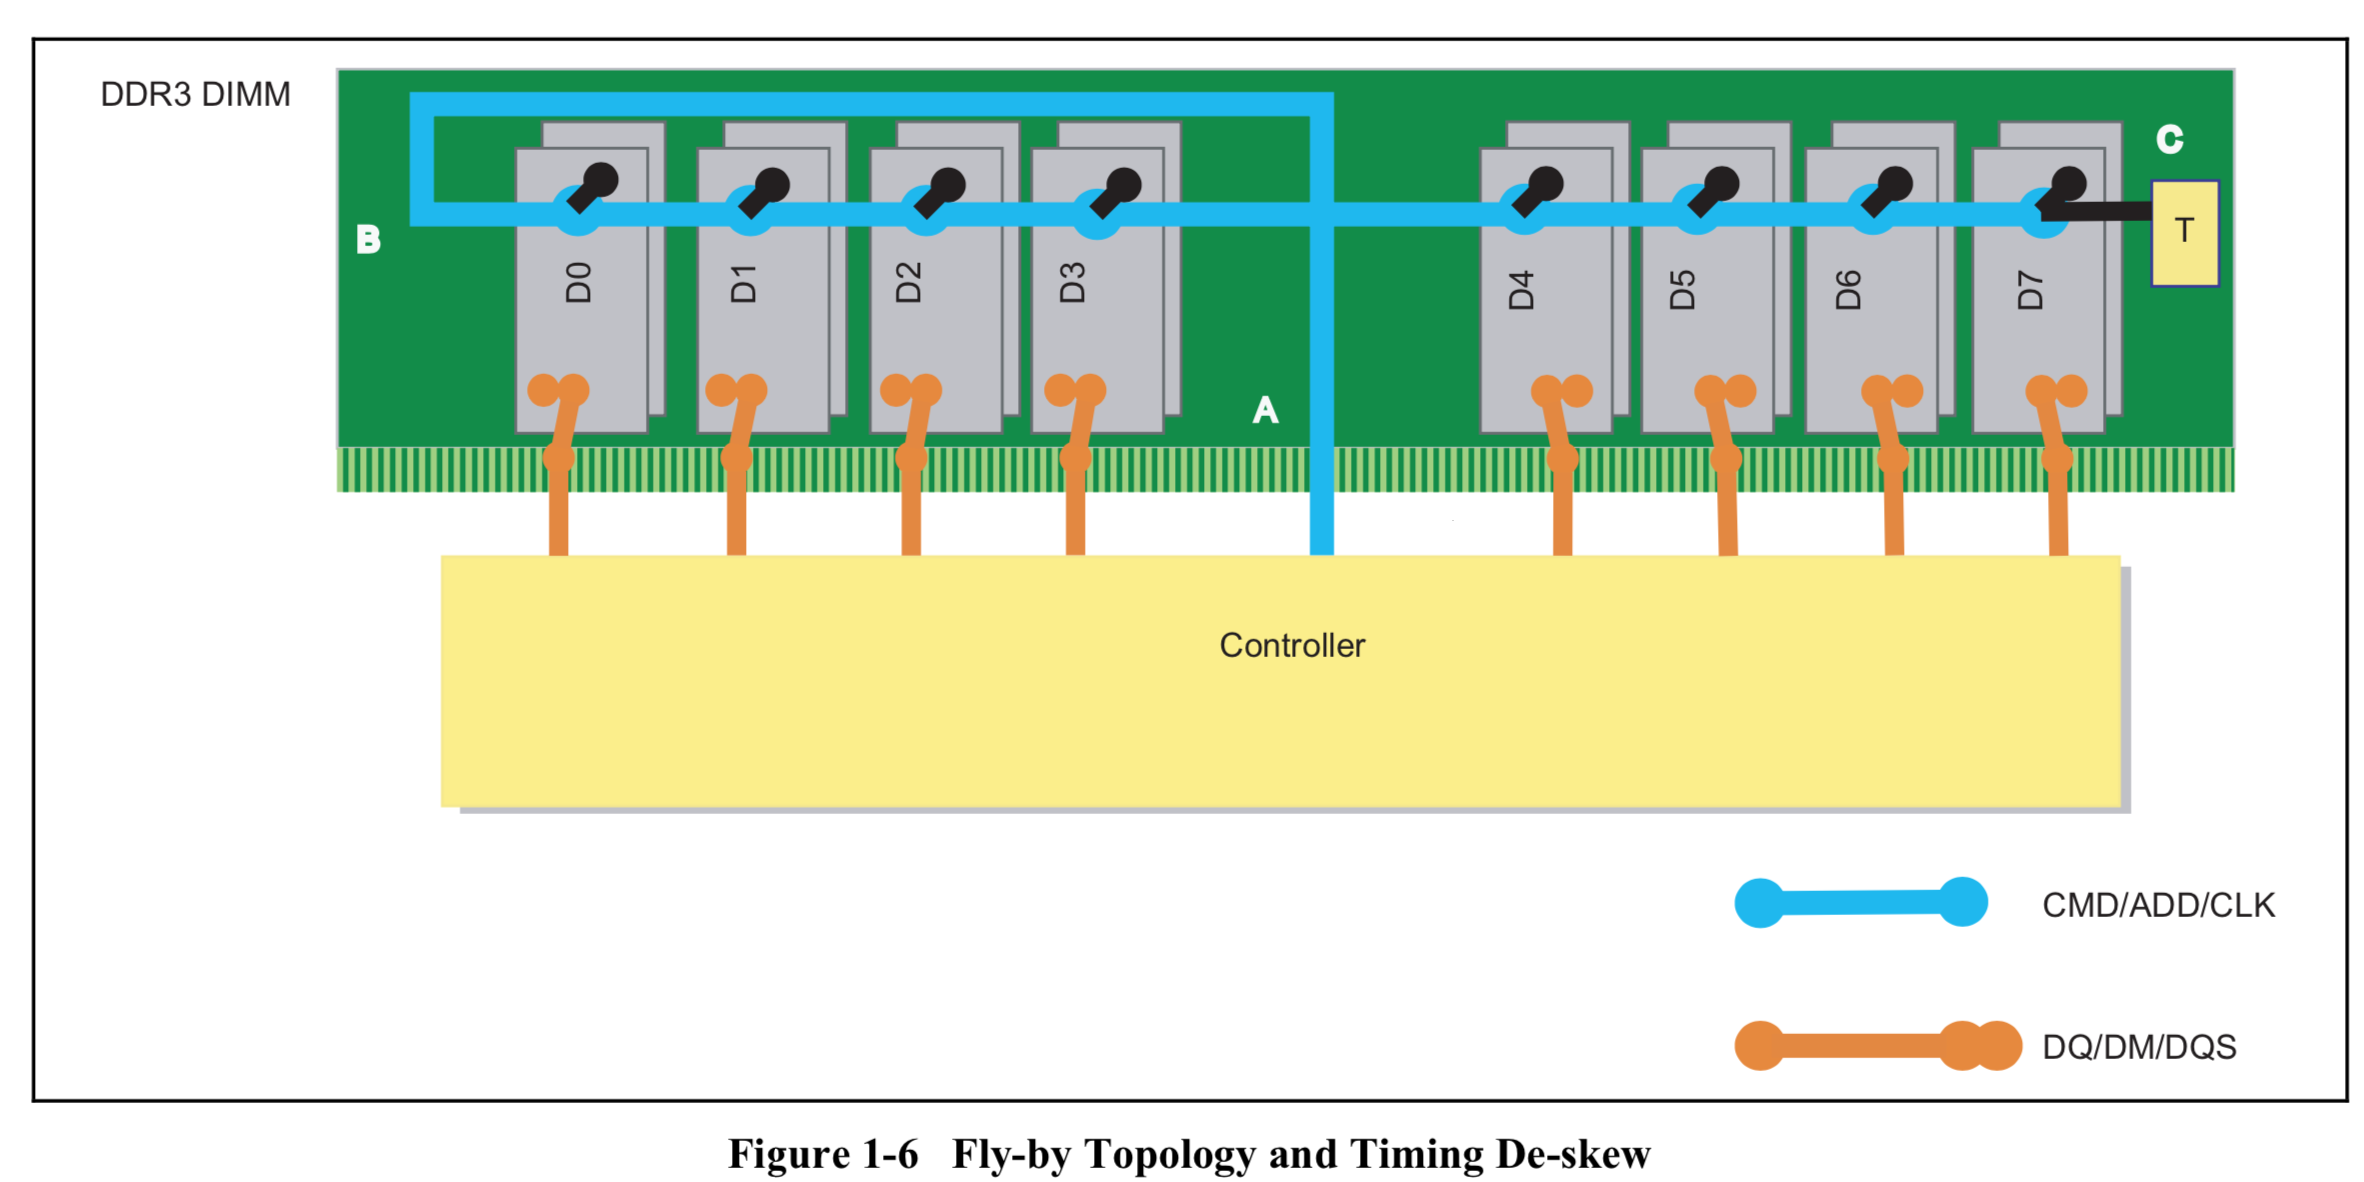 DDR3 DIMM
C
B
T
D0
D1
D2
D3
D4
D5
D6
D7
A
Controller
CMD/ADD/CLK
DQ/DM/DQS
Figure 1-6 Fly-by Topology and Timing De-skew